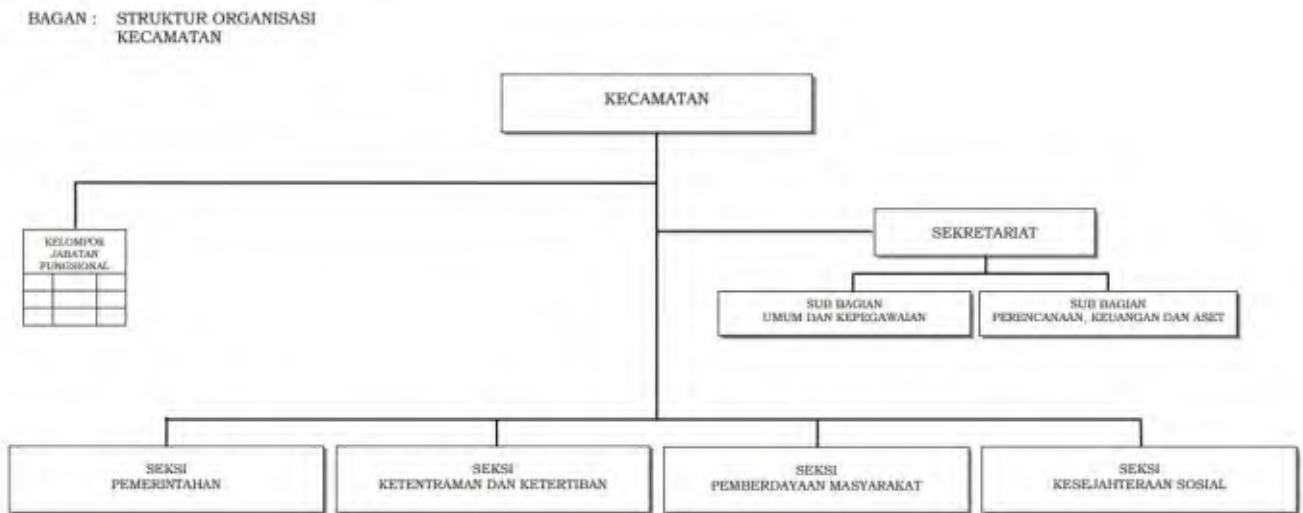 BAGAN : STRUKTUR ORGANISASI
KECAMATAN
KECAMATAN
KELOMPOK
JABATAN
FUNGSIONAL
SEKRETARIAT
SUB BAGIAN
UMUM DAN KEPEGAWAIAN
SUB BAGIAN
PERENCANAAN, KEUANGAN DAN ASET
SEKSI
PEMERINTAHAN
SEKSI
KETENTRAMAN DAN KETERTIBAN
SEKSI
PEMBERDAYAAN MASYARAKAT
SEKSI
KESEJAHTERAAN SOSIAL